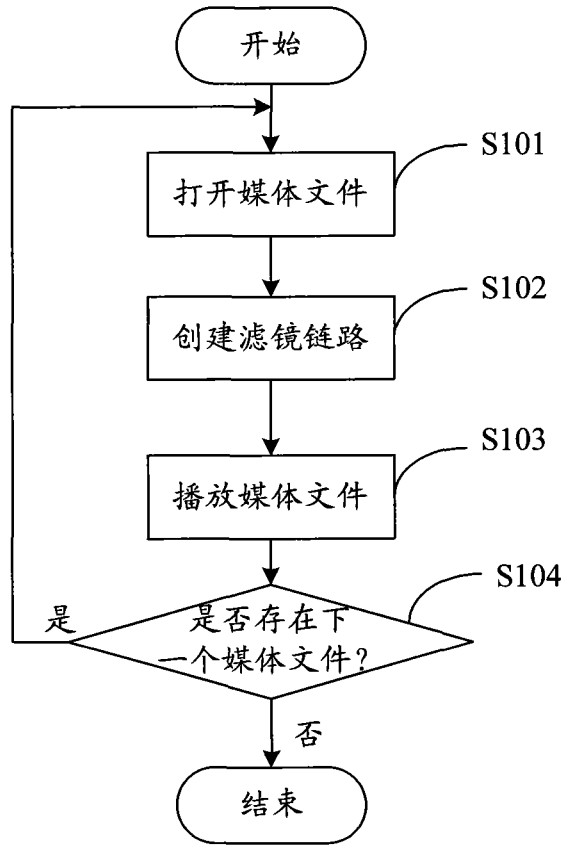 开始
S101
打开媒体文件
S102
创建滤镜链路
S103
播放媒体文件
S104
是
是否存在下
一个媒体文件?
否
结束